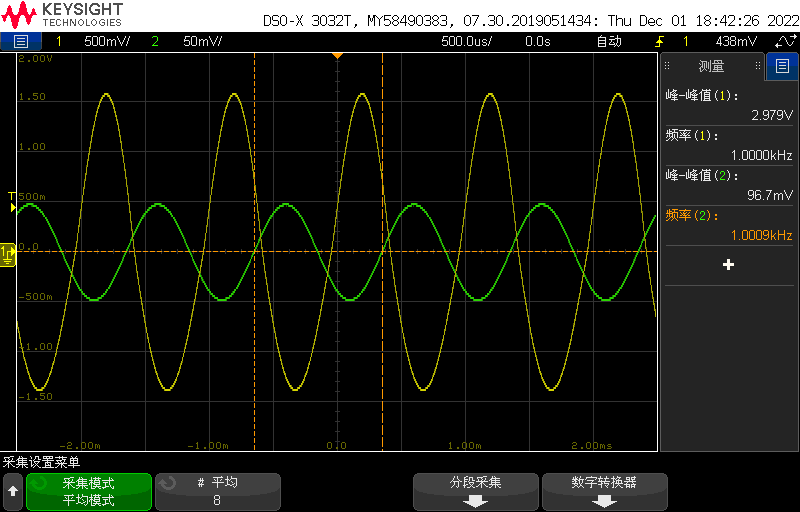 KEYSIGHT
TECHNOLOGIES
DSO-X 3032T, MY58490383, 07.30.2019051434: Thu Dec 01 18:42:26 2022
1 500mV/ 2 50mV/ 500.0us/ 0.0s 自动 1 438mV
2.00V
1.50
1.00
500m
0.0
-500m
-1.00
-1.50
-2.00m -1.00m 0.0 1.00m 2.00ms
T
1
测量
峰-峰值(1):
2.979V
频率(1):
1.0000kHz
峰-峰值(2):
96.7mV
频率(2):
1.0009kHz
+
采集设置菜单
采集模式
平均模式
# 平均
8
分段采集
数字转换器